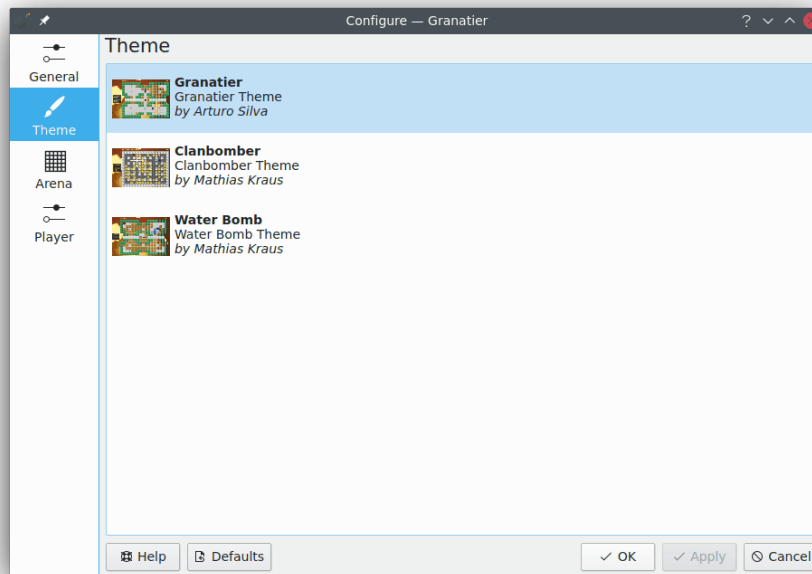 Configure — Granatier
General
Theme
Arena
Player
Theme
Granatier
Granatier Theme
by Arturo Silva
Clanbomber
Clanbomber Theme
by Mathias Kraus
Water Bomb
Water Bomb Theme
by Mathias Kraus
Help
Defaults
OK
Apply
Cancel